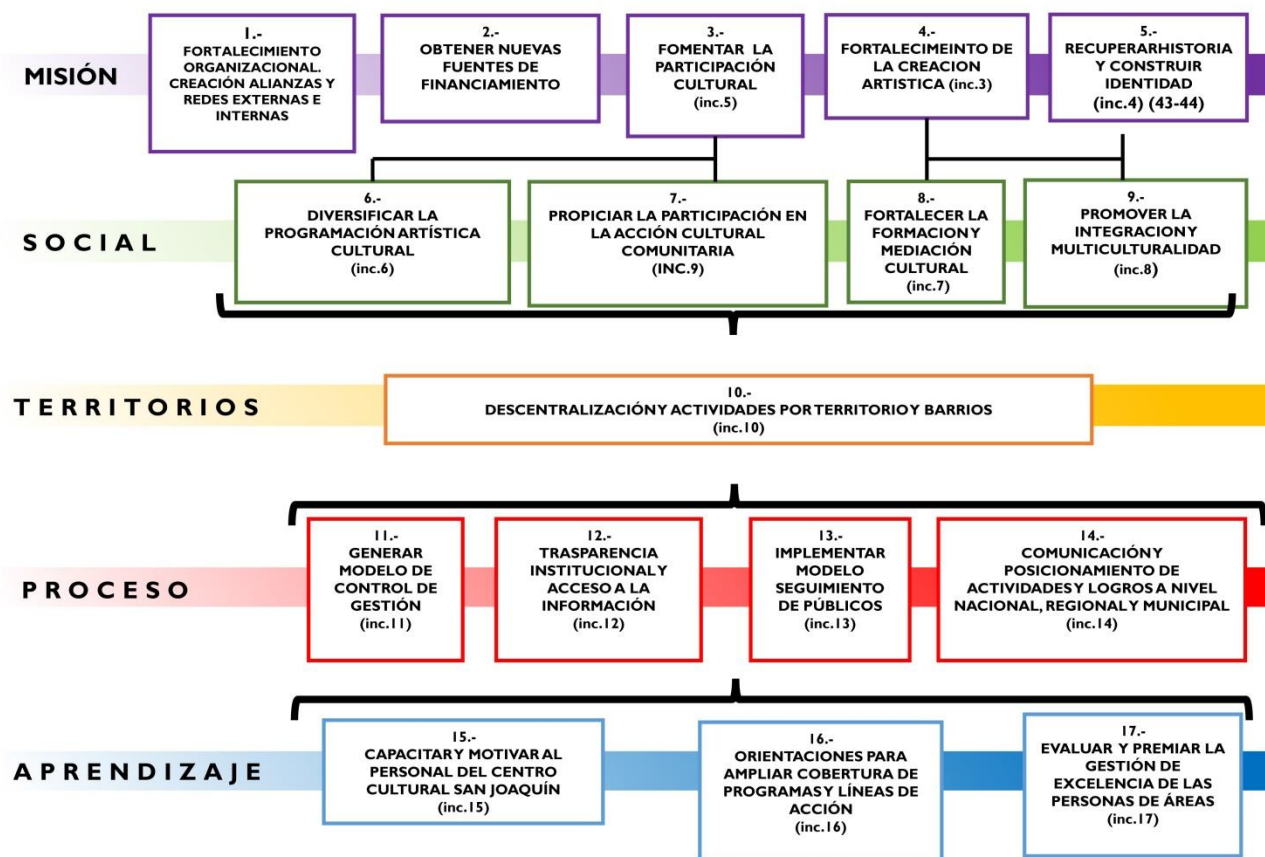 MISIÓN
1.-
FORTALECIMIENTO
ORGANIZACIONAL.
CREACIÓN ALIANZAS Y
REDES EXTERNAS E
INTERNAS
2.-
OBTENER NUEVAS
FUENTES DE
FINANCIAMIENTO
3.-
FOMENTAR LA
PARTICIPACIÓN
CULTURAL
(inc.5)
4.-
FORTALECIMEINTO DE
LA CREACION
ARTISTICA (inc.3)
5.-
RECUPERARHISTORIA
Y CONSTRUIR
IDENTIDAD
(inc.4) (43-44)
SOCIAL
6.-
DIVERSIFICAR LA
PROGRAMACIÓN ARTÍSTICA
CULTURAL
(inc.6)
7.-
PROPICIAR LA PARTICIPACIÓN EN
LA ACCIÓN CULTURAL
COMUNITARIA
(INC.9)
8.-
FORTALECER LA
FORMACION Y
MEDIACIÓN
CULTURAL
(inc.7)
9.-
PROMOVER LA
INTEGRACION Y
MULTICULTURALIDAD
(inc.8)
TERRITORIOS
10.-
DESCENTRALIZACIÓN Y ACTIVIDADES POR TERRITORIO Y BARRIOS
(inc.10)
PROCESO
11.-
GENERAR
MODELO DE
CONTROL DE
GESTIÓN
(inc.11)
12.-
TRASPARENCIA
INSTITUCIONAL Y
ACCESO A LA
INFORMACIÓN
(inc.12)
13.-
IMPLEMENTAR
MODELO
SEGUIMIENTO
DE PÚBLICOS
(inc.13)
14.-
COMUNICACIÓN Y
POSICIONAMIENTO DE
ACTIVIDADES Y LOGROS A NIVEL
NACIONAL, REGIONAL Y MUNICIPAL
(inc.14)
APRENDIZAJE
15.-
CAPACITAR Y MOTIVAR AL
PERSONAL DEL CENTRO
CULTURAL SAN JOAQUÍN
(inc.15)
16.-
ORIENTACIONES PARA
AMPLIAR COBERTURA DE
PROGRAMAS Y LÍNEAS DE
ACCIÓN
(inc.16)
17.-
EVALUAR Y PREMIAR LA
GESTIÓN DE
EXCELENCIA DE LAS
PERSONAS DE ÁREAS
(inc.17)